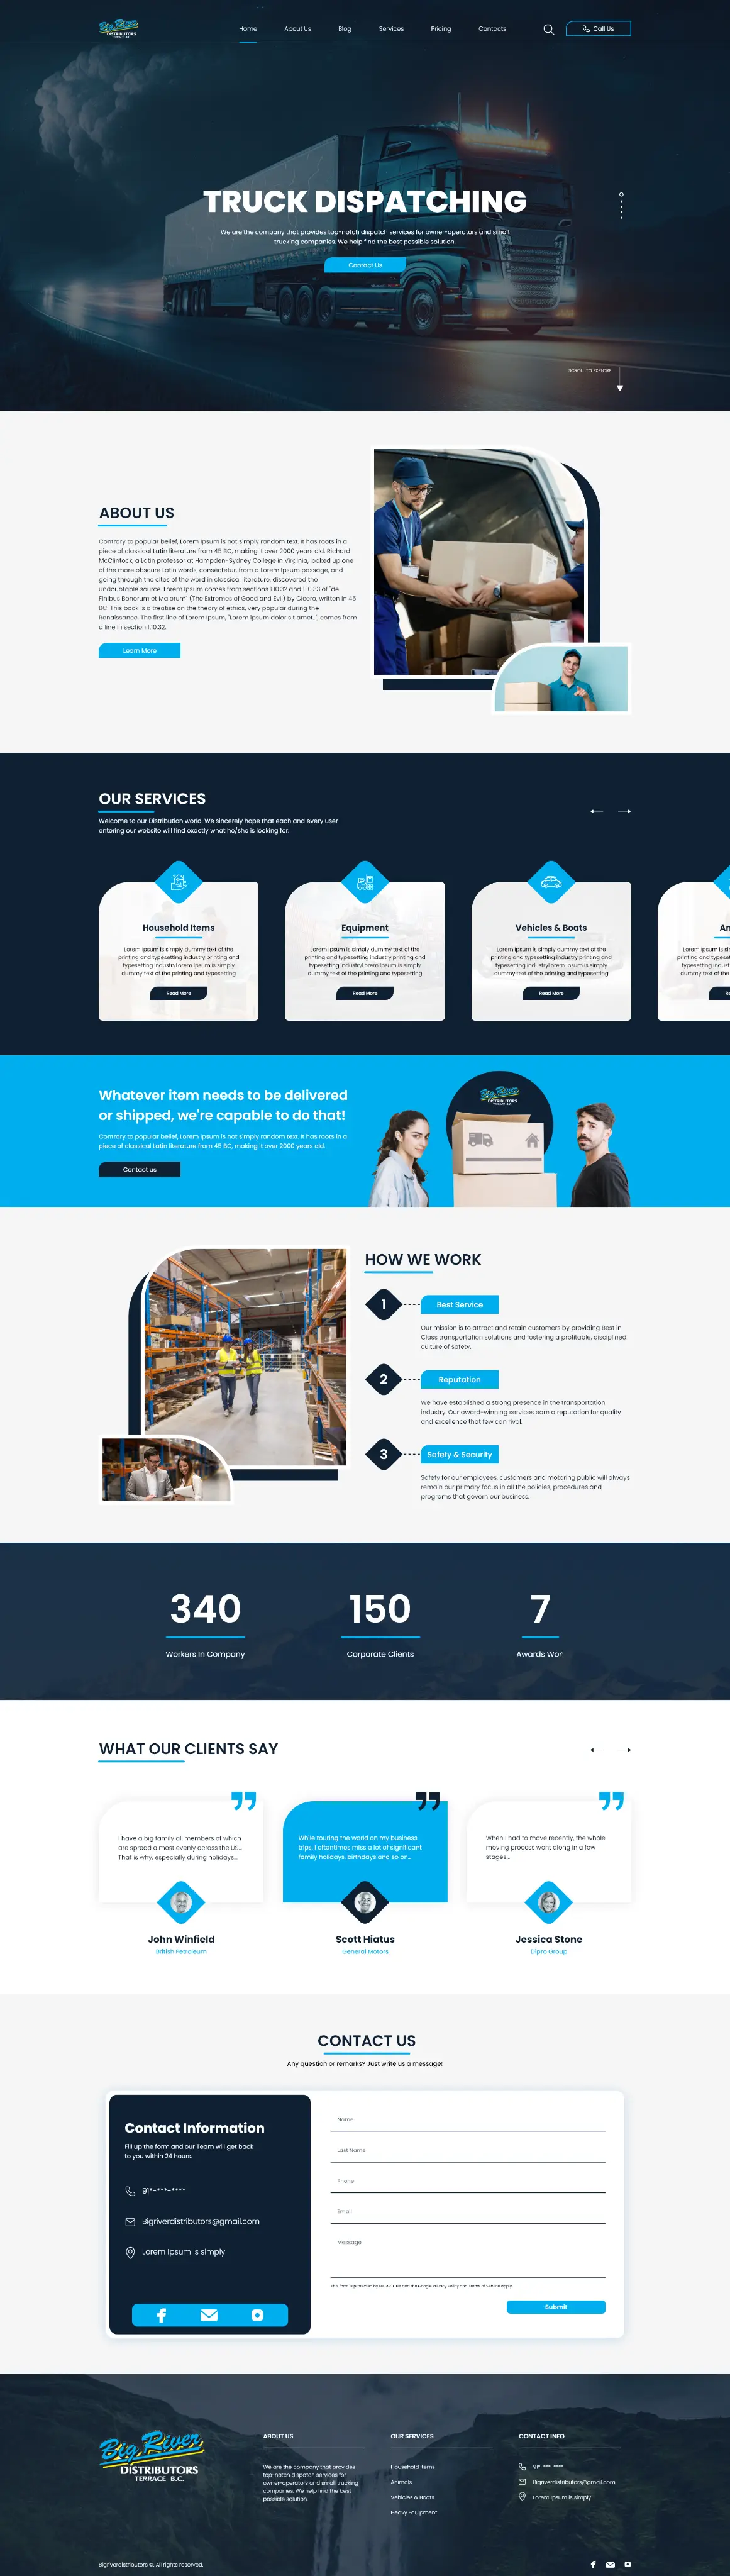 Big River
DISTRIBUTORS
TERRACE B.C.
Home About Us Blog Services Pricing Contacts Call Us
TRUCK DISPATCHING
We are the company that provides top-notch dispatch services for owner-operators and small
trucking companies. We help find the best possible solution.
Contact Us
SCROLL TO EXPLORE
ABOUT US
Contrary to popular belief, Lorem Ipsum is not simply random text. It has roots in a
piece of classical Latin literature from 45 BC, making it over 2000 years old. Richard
McClintock, a Latin professor at Hampden-Sydney College in Virginia, looked up one
of the more obscure Latin words, consectetur, from a Lorem Ipsum passage, and
going through the cites of the word in classical literature, discovered the
undoubtable source. Lorem Ipsum comes from sections 1.10.32 and 1.10.33 of "de
Finibus Bonorum et Malorum" (The Extremes of Good and Evil) by Cicero, written in 45
BC. This book is a treatise on the theory of ethics, very popular during the
Renaissance. The first line of Lorem Ipsum, "Lorem ipsum dolor sit amet..", comes from
a line in section 1.10.32.
Learn More
OUR SERVICES
Welcome to our Distribution world. We sincerely hope that each and every user
entering our website will find exactly what he/she is looking for.
Household Items
Lorem Ipsum is simply dummy text of the
printing and typesetting industry printing and
typesetting industryLorem Ipsum is simply
dummy text of the printing and typesetting
Read More
Equipment
Lorem Ipsum is simply dummy text of the
printing and typesetting industry printing and
typesetting industryLorem Ipsum is simply
dummy text of the printing and typesetting
Read More
Vehicles & Boats
Lorem Ipsum is simply dummy text of the
printing and typesetting industry printing and
typesetting industryLorem Ipsum is simply
dummy text of the printing and typesetting
Read More
An
Lorem Ipsum is si
printing and typeset
typesetting indust
dummy text of the
Whatever item needs to be delivered
or shipped, we're capable to do that!
Contrary to popular belief, Lorem Ipsum is not simply random text. It has roots in a
piece of classical Latin literature from 45 BC, making it over 2000 years old.
Contact us
Big River
DISTRIBUTORS
TERRACE B.C.
HOW WE WORK
1 Best Service
Our mission is to attract and retain customers by providing Best in
Class transportation solutions and fostering a profitable, disciplined
culture of safety.
2 Reputation
We have established a strong presence in the transportation
industry. Our award-winning services earn a reputation for quality
and excellence that few can rival.
3 Safety & Security
Safety for our employees, customers and motoring public will always
remain our primary focus in all the policies, procedures and
programs that govern our business.
340 150 7
Workers In Company Corporate Clients Awards Won
WHAT OUR CLIENTS SAY
I have a big family all members of which
are spread almost evenly across the US...
That is why, especially during holidays...
John Winfield
British Petroleum
While touring the world on my business
trips, I oftentimes miss a lot of significant
family holidays, birthdays and so on...
Scott Hiatus
General Motors
When I had to move recently, the whole
moving process went along in a few
stages...
Jessica Stone
Dipro Group
CONTACT US
Any question or remarks? Just write us a message!
Contact Information
Fill up the form and our Team will get back
to you within 24 hours.
91*-***-****
Bigriverdistributors@gmail.com
Lorem Ipsum is simply
Name
Last Name
Phone
Email
Message
This form is protected by reCAPTCHA and the Google Privacy Policy and Terms of Service apply.
Submit
Big River
DISTRIBUTORS
TERRACE B.C.
ABOUT US
We are the company that provides
top-notch dispatch services for
owner-operators and small trucking
companies. We help find the best
possible solution.
OUR SERVICES
Household Items
Animals
Vehicles & Boats
Heavy Equipment
CONTACT INFO
91*-***-****
Bigriverdistributors@gmail.com
Lorem Ipsum is simply
Bigriverdistributors ©. All rights reserved.